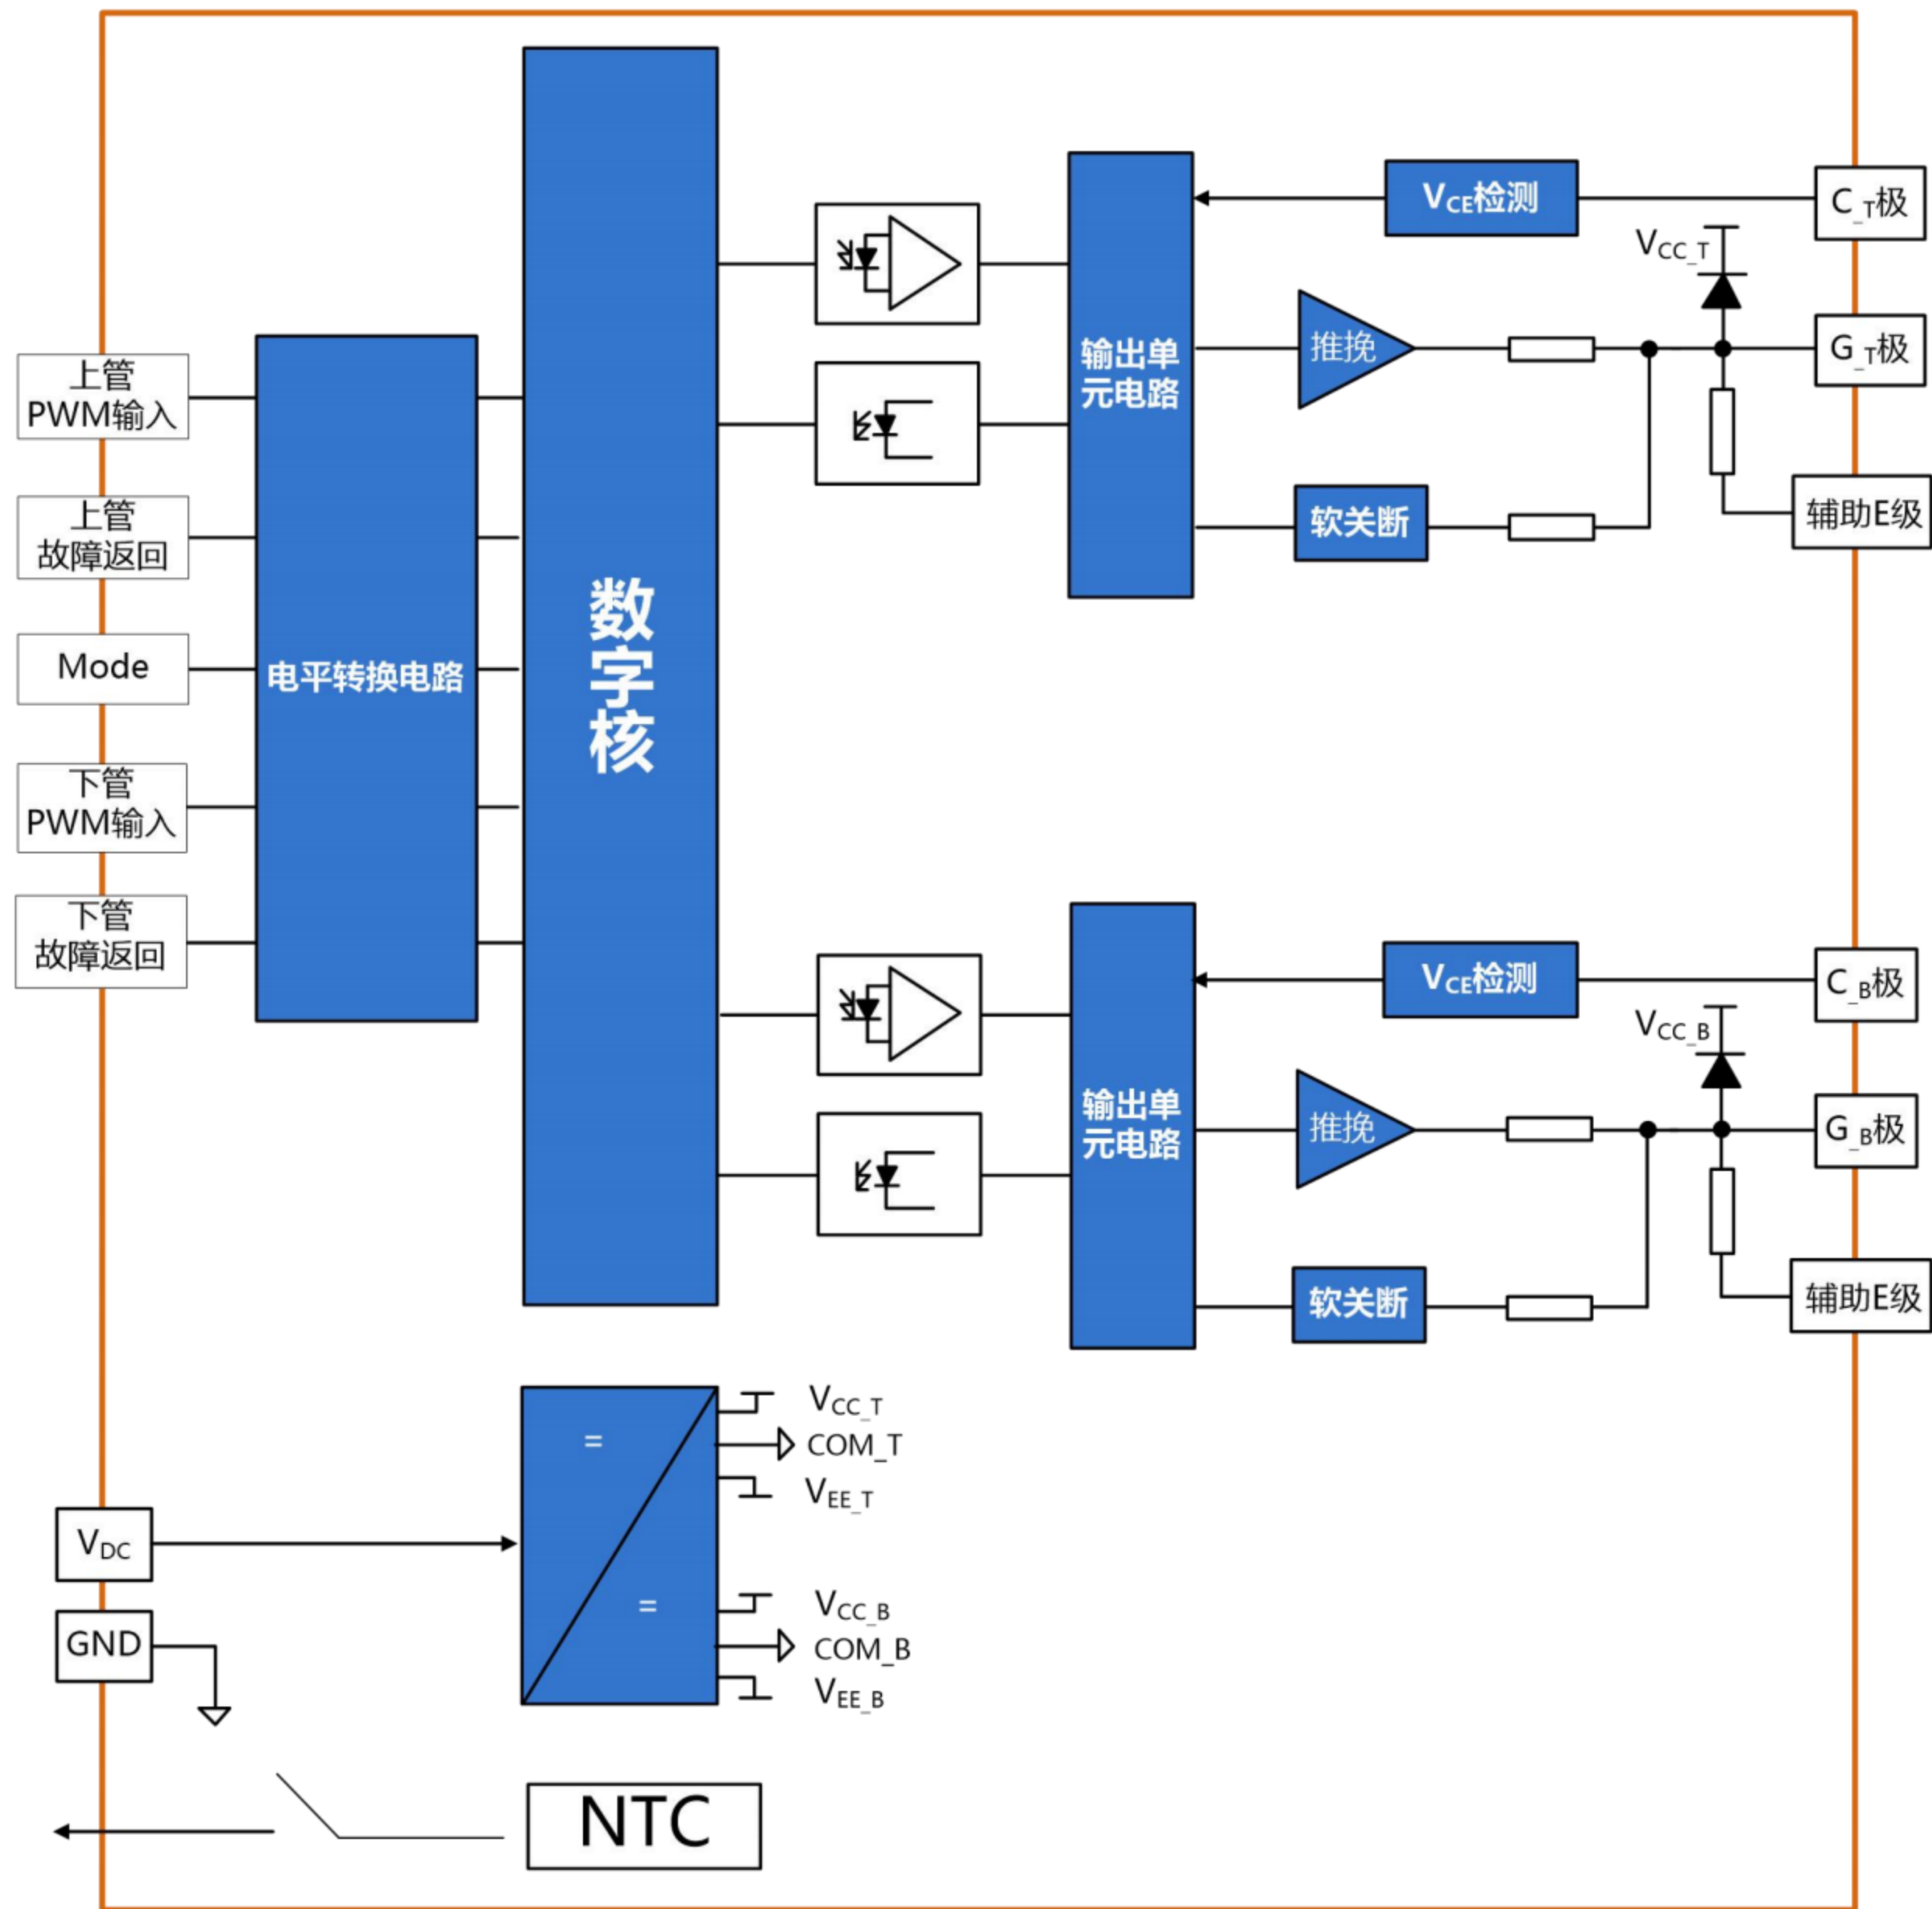 上管
PWM输入
上管
故障返回
Mode
下管
PWM输入
下管
故障返回
电平转换电路
数
字
核
输出单
元电路
VCE检测
推挽
软关断
VCC_T
C_T极
G_T极
辅助E级
输出单
元电路
VCE检测
推挽
软关断
VCC_B
C_B极
G_B极
辅助E级
VDC
GND
=
=
VCC_T
COM_T
VEE_T
VCC_B
COM_B
VEE_B
NTC